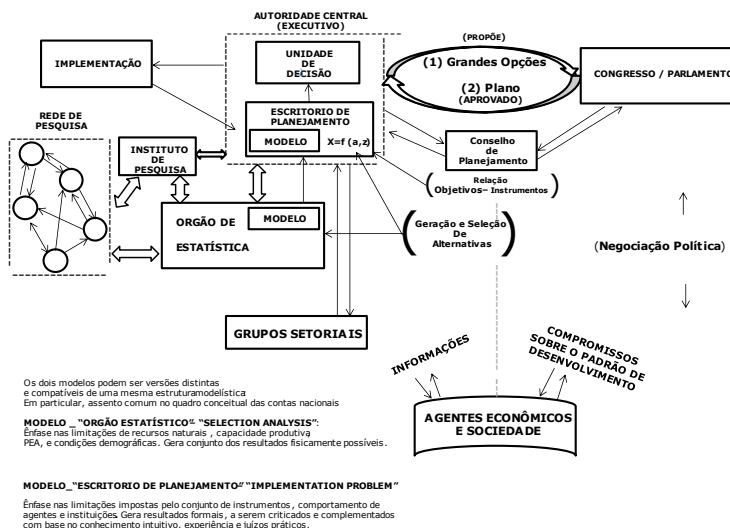 AUTORIDADE CENTRAL
(EXECUTIVO)
(PROPÕE)
IMPLEMENTAÇÃO
UNIDADE
DE
DECISÃO
(1) Grandes Opções
(2) Plano
(APROVADO)
CONGRESSO / PARLAMENTO
REDE DE
PESQUISA
ESCRITORIO DE
PLANEJAMENTO
MODELO X=f (a,z)
INSTITUTO
DE
PESQUISA
Conselho
de
Planejamento
Relação
Objetivos– Instrumentos
ORGÃO DE
ESTATÍSTICA
MODELO
Geração e Seleção
De
Alternativas
(Negociação Política)
GRUPOS SETORIAIS
INFORMAÇÕES
COMPROMISSOS
SOBRE O PADRÃO DE
DESENVOLVIMENTO
AGENTES ECONÔMICOS
E SOCIEDADE
Os dois modelos podem ser versões distintas
e compatíveis de uma mesma estruturamodelística:
Em particular, assento comum no quadro conceitual das contas nacionais
MODELO _ "ORGÃO ESTATÍSTICO" – "SELECTION ANALYSIS":
Ênfase nas limitações de recursos naturais , capacidade produtiva,
PEA, e condições demográficas. Gera conjunto dos resultados fisicamente possíveis.
MODELO_"ESCRITORIO DE PLANEJAMENTO" – "IMPLEMENTATION PROBLEM"
Ênfase nas limitações impostas pelo conjunto de instrumentos, comportamento de
agentes e instituições. Gera resultados formais, a serem criticados e complementados
com base no conhecimento intuitivo, experiência e juízos práticos.